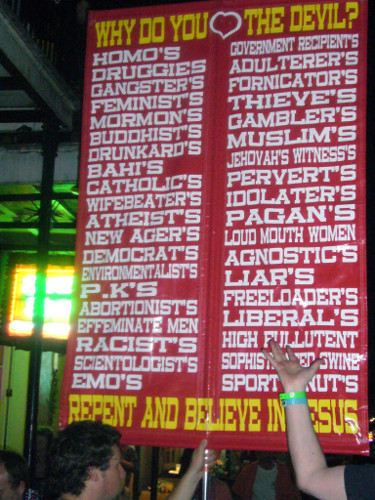 WHY DO YOU THE DEVIL?
HOMO'S
DRUGGIES
GANGSTER'S
FEMINIST'S
MORMON'S
BUDDHIST'S
DRUNKARD'S
BAHI'S
CATHOLIC'S
WIFEBEATER'S
ATHEIST'S
NEW AGER'S
DEMOCRAT'S
ENVIRONMENTALIST'S
P.K'S
ABORTIONIST'S
EFFEMINATE MEN
RACIST'S
SCIENTOLOGIST'S
EMO'S
GOVERNMENT RECIPIENT'S
ADULTERER'S
FORNICATOR'S
THIEVE'S
GAMBLER'S
MUSLIM'S
JEHOVAH'S WITNESS'S
PERVERT'S
IDOLATER'S
PAGAN'S
LOUD MOUTH WOMEN
AGNOSTIC'S
LIAR'S
FREELOADER'S
LIBERAL'S
HIGH FULLUTENT
SWINE
SPORT NUT'S
REPENT AND BELIEVE IN JESUS